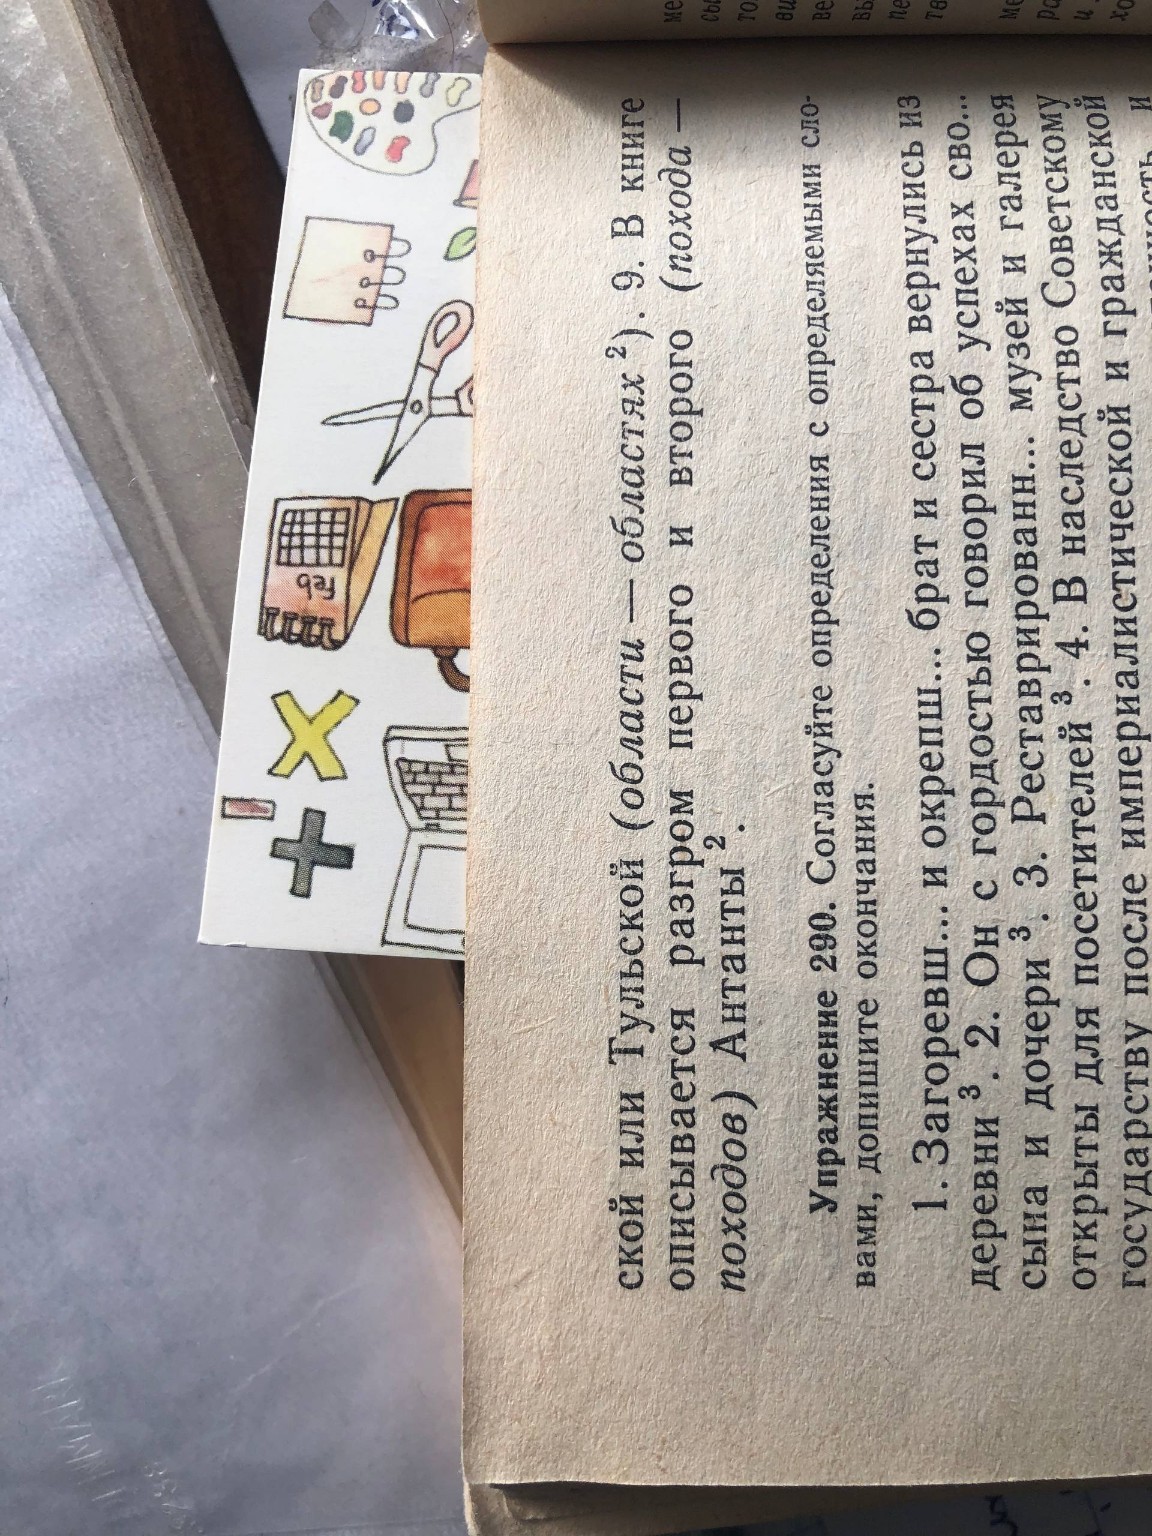 ской или Тульской (области — областях ²). 9. В книге
описывается разгром первого и второго (похода —
походов) Антанты ².
Упражнение 290. Согласуйте определения с определяемыми сло-
вами, допишите окончания.
1. Загоревш... и окрепш... брат и сестра вернулись из
деревни ³. 2. Он с гордостью говорил об успехах сво...
сына и дочери ³. 3. Реставрированн... музей и галерея
открыты для посетителей ³. 4. В наследство Советскому
государству после империалистической и гражданской
Feb